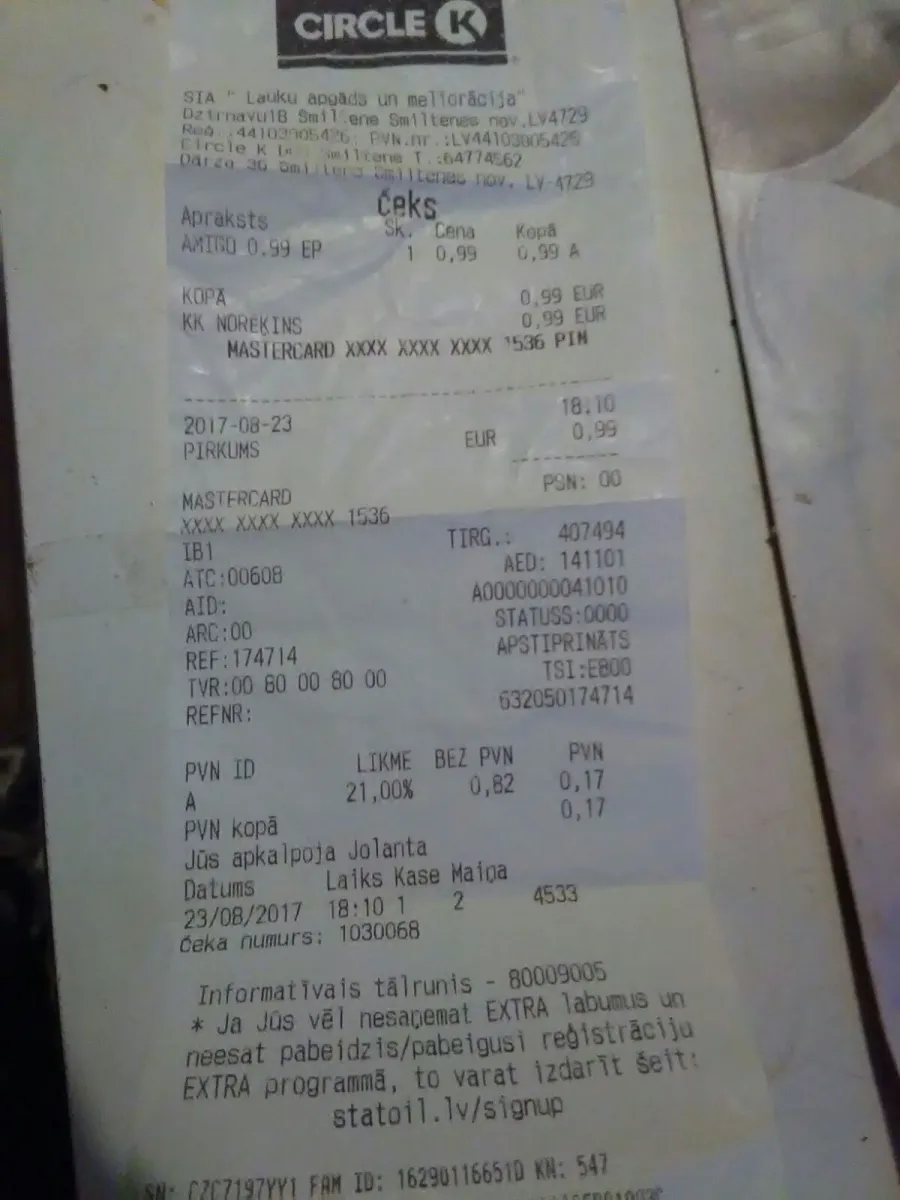 CIRCLE K
SIA " Lauku apgāds un meliorācija"
Dzirnavu18 Smiltene Smiltenes nov.LV4729
Reģ.:44103005426; PVN.nr.:LV44103005426
Circle K Smiltene T.:64774562
Dārza 36 Smiltenes nov, LV-4729
čeks
Apraksts Sk. Cena Kopā
AMIGO 0.99 EP 1 0,99 0,99 A
KOPĀ 0,99 EUR
KK NORĒĶINS 0,99 EUR
MASTERCARD XXXX XXXX XXXX 1536 PIN
2017-08-23 18:10
PIRKUMS EUR 0,99
PSN: 00
MASTERCARD
XXXX XXXX XXXX 1536
IB1 TIRG.: 407494
ATC:00608 AED: 141101
AID: A0000000041010
ARC:00 STATUSS:0000
REF:174714 APSTIPRINĀTS
TVR:00 80 00 80 00 TSI:E800
REFNR: 632050174714
PVN ID LIKME BEZ PVN PVN
A 21,00% 0,82 0,17
PVN kopā 0,17
Jūs apkalpoja Jolanta
Datums Laiks Kase Maiņa
23/08/2017 18:10 1 2 4533
čeka numurs: 1030068
Informatīvais tālrunis - 80009005
* Ja Jūs vēl nesaņemat EXTRA labumus un
neesat pabeidzis/pabeigusi reģistrāciju
EXTRA programmā, to varat izdarīt šeit:
statoil.lv/signup
SN: CZC7197YY1 FAM ID: 16290116651D KN: 547